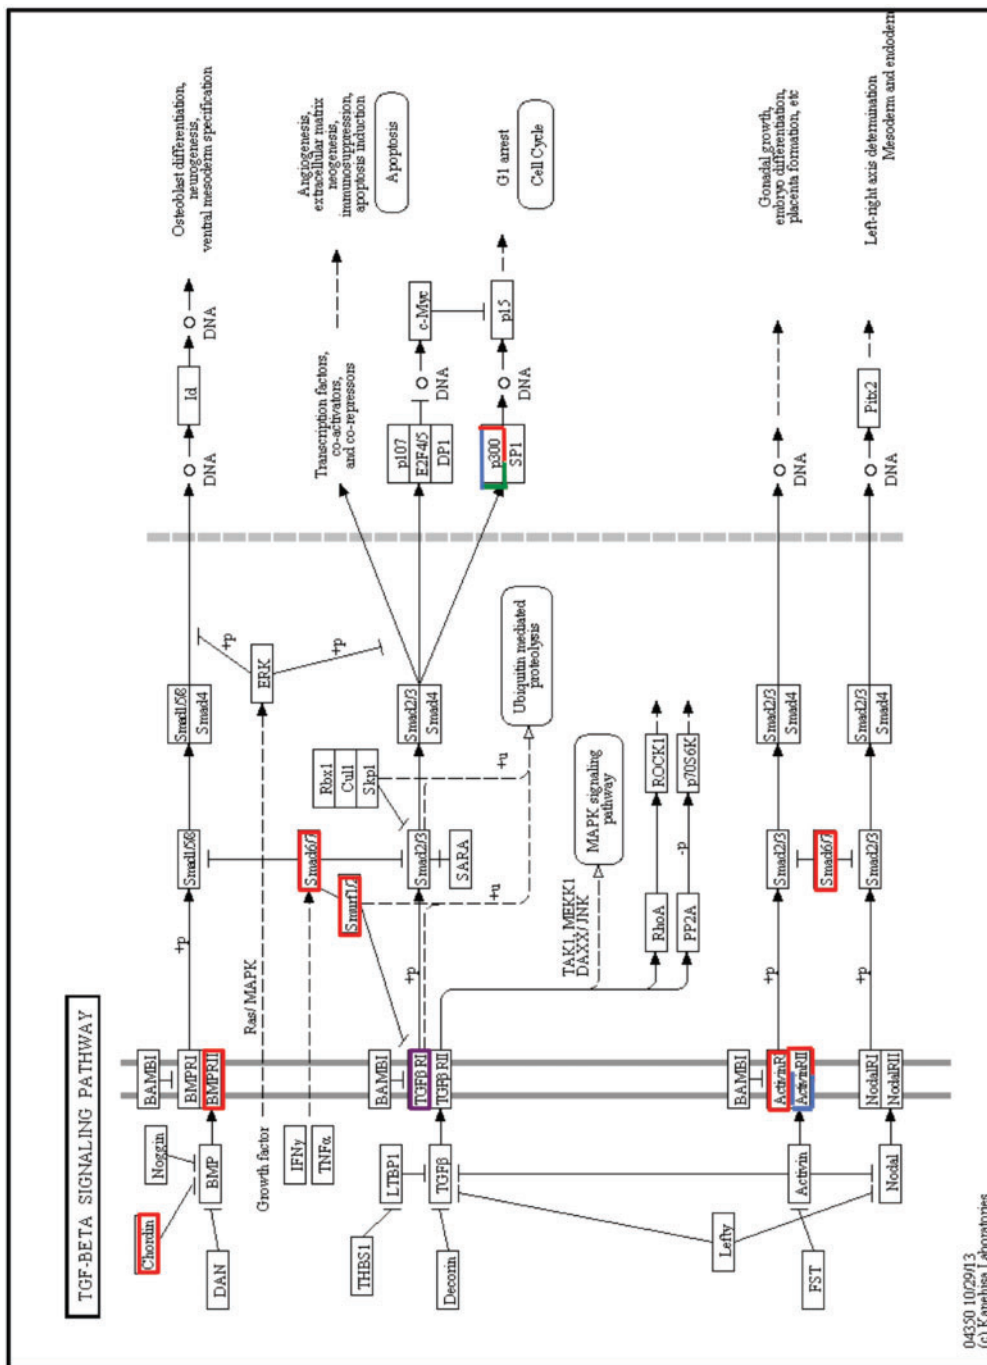 TGF-BETA SIGNALING PATHWAY
Chordin
Noggin
BAMBI
BMPRI
BMPRII
BMP
DAN
+p
Smad1/5/8
Smad1/5/8
Smad4
DNA
Id
DNA
Osteoblast differentiation,
neurogenesis,
ventral mesoderm specification
Growth factor
Ras/MAPK
ERK
+p
+p
IFNγ
TNFα
Smad6/7
Smurf1/2
Rbx1
Cul1
Skp1
THBS1
LTBP1
BAMBI
TGFβ
TGFβ RI
TGFβ RII
Decorin
+p
Smad2/3
SARA
Smad2/3
Smad4
+u
+u
Ubiquitin mediated
proteolysis
Transcription factors,
co-activators,
and co-repressors
Angiogenesis,
extracellular matrix
neogenesis,
immunosuppression,
apoptosis induction
Apoptosis
p107
E2F4/5
DP1
DNA
c-Myc
p300
SP1
DNA
p15
G1 arrest
Cell Cycle
TAK1, MEKK1
DAXX/JNK
MAPK signaling
pathway
RhoA
ROCK1
PP2A
-p
p70S6K
Lefty
BAMBI
Activin
ActivinRI
ActivinRII
FST
+p
Smad2/3
Smad2/3
Smad4
DNA
Gonadal growth,
embryo differentiation,
placenta formation, etc
Smad6/7
Nodal
NodalRI
NodalRII
+p
Smad2/3
Smad2/3
Smad4
DNA
Pitx2
Left-right axis determination
Mesoderm and endoderm
04350 10/29/13
(c) Kanehisa Laboratories